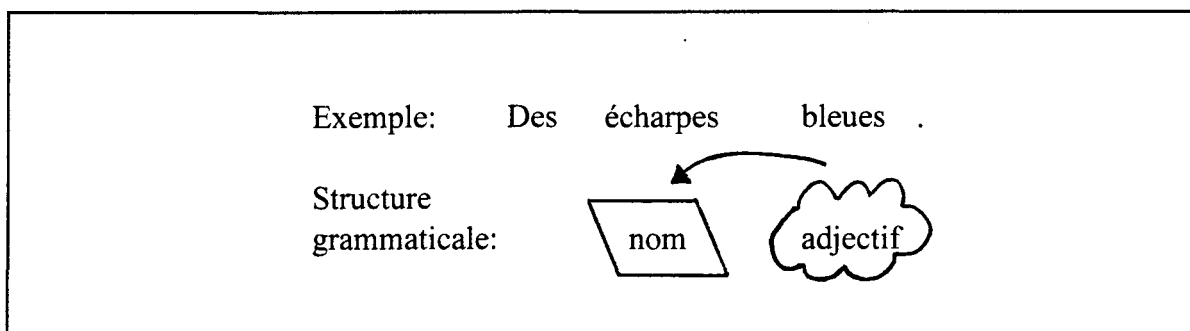 Exemple: Des écharpes bleues .
Structure
grammaticale: nom adjectif